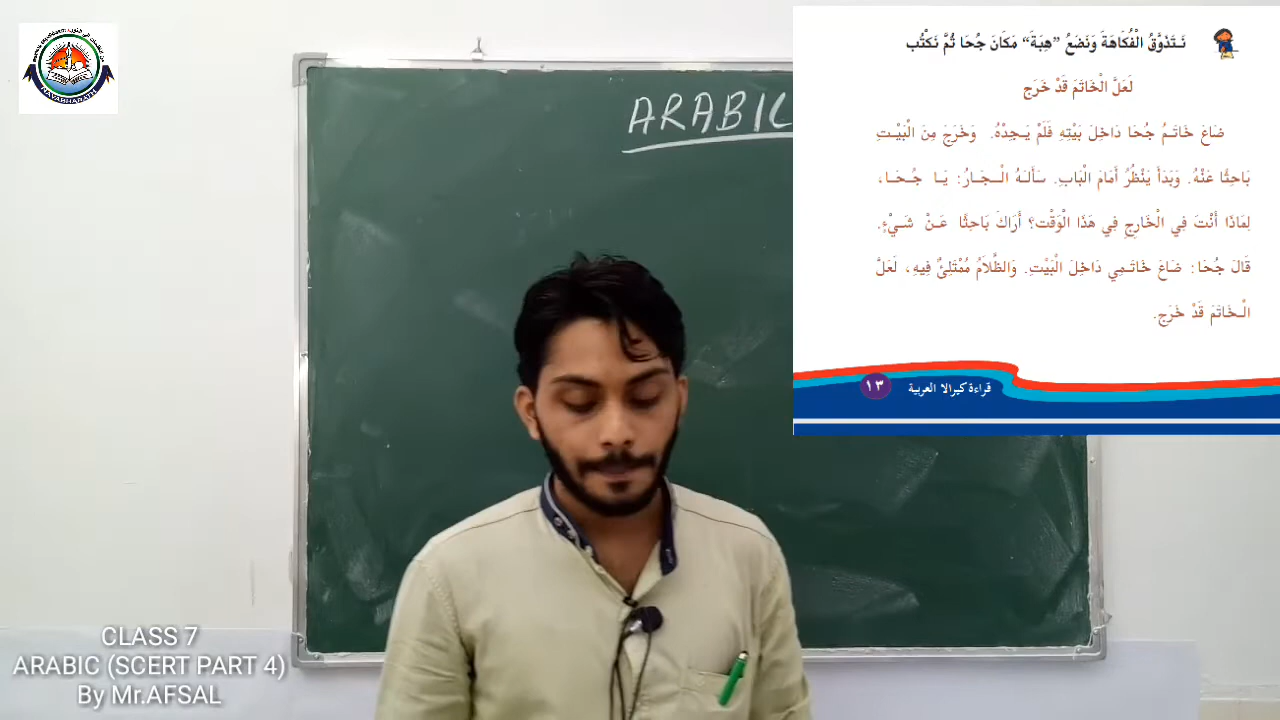 NAVABHARATH
ARABIC
نَتَذَوَّقُ الْفُكَاهَةَ وَنَضَعُ ”هِبَةَ“ مَكَانَ جُحَا ثُمَّ نَكْتُب
لَعَلَّ الْخَاتَمَ قَدْ خَرَج
ضَاعَ خَاتَمُ جُحَا دَاخِلَ بَيْتِهِ فَلَمْ يَجِدْهُ. وَخَرَجَ مِنَ الْبَيْتِ
بَاحِثًا عَنْهُ. وَبَدَأَ يَنْظُرُ أَمَامَ الْبَابِ. سَأَلَهُ الْجَارُ: يَا جُحَا،
لِمَاذَا أَنْتَ فِي الْخَارِجِ فِي هَذَا الْوَقْت؟ أَرَاكَ بَاحِثًا عَنْ شَيْءٍ.
قَالَ جُحَا: ضَاعَ خَاتَمِي دَاخِلَ الْبَيْتِ. وَالظَّلَامُ مُمْتَلِئٌ فِيهِ، لَعَلَّ
الْخَاتَمَ قَدْ خَرَج.
قراءة كيرالا العربية
١٣
CLASS 7
ARABIC (SCERT PART 4)
By Mr.AFSAL